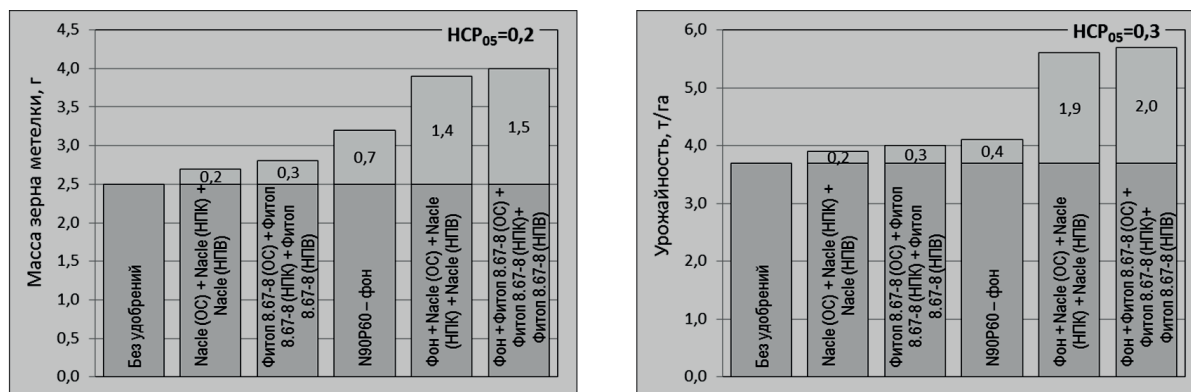 Масса зерна метелки, г
4,5
4,0
3,5
3,0
2,5
2,0
1,5
1,0
0,5
0,0
НСР05=0,2
0,2
0,3
0,7
1,4
1,5
Без удобрений
Nacle (ОС) + Nacle (НПК) +
Nacle (НПВ)
Фитоп 8.67-8 (ОС) + Фитоп
8.67-8 (НПК) + Фитоп
8.67-8 (НПВ)
N90P60 – фон
Фон + Nacle (ОС) + Nacle
(НПК) + Nacle (НПВ)
Фон + Фитоп 8.67-8 (ОС) +
Фитоп 8.67-8 (НПК)+
Фитоп 8.67-8 (НПВ)
Урожайность, т/га
6,0
5,0
4,0
3,0
2,0
1,0
0,0
НСР05=0,3
0,2
0,3
0,4
1,9
2,0
Без удобрений
Nacle (ОС) + Nacle (НПК) +
Nacle (НПВ)
Фитоп 8.67-8 (ОС) + Фитоп
8.67-8 (НПК) + Фитоп
8.67-8 (НПВ)
N90P60 – фон
Фон + Nacle (ОС) + Nacle
(НПК) + Nacle (НПВ)
Фон + Фитоп 8.67-8 (ОС) +
Фитоп 8.67-8 (НПК)+
Фитоп 8.67-8 (НПВ)